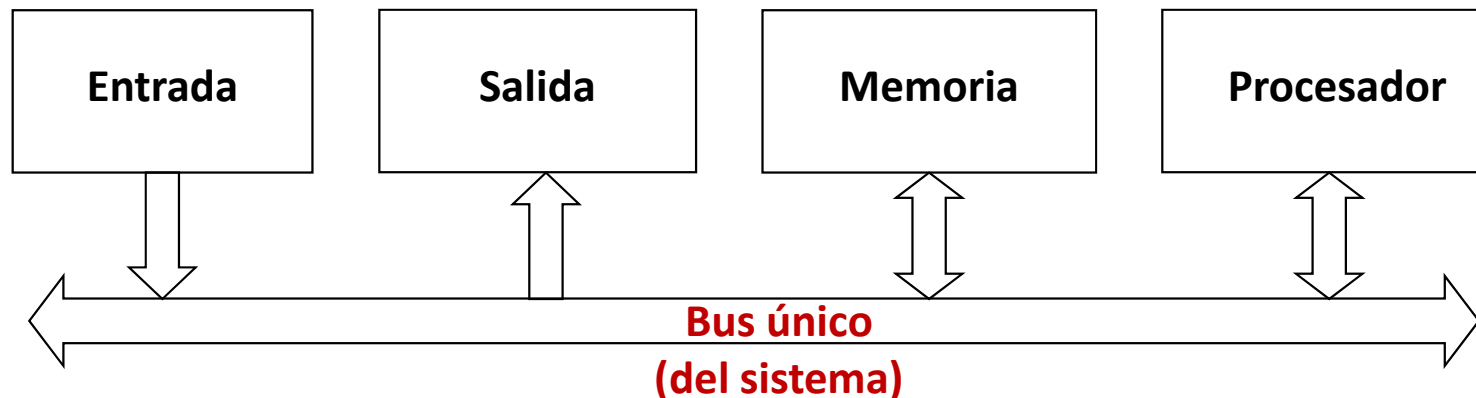 Entrada
Salida
Memoria
Procesador
Bus único
(del sistema)